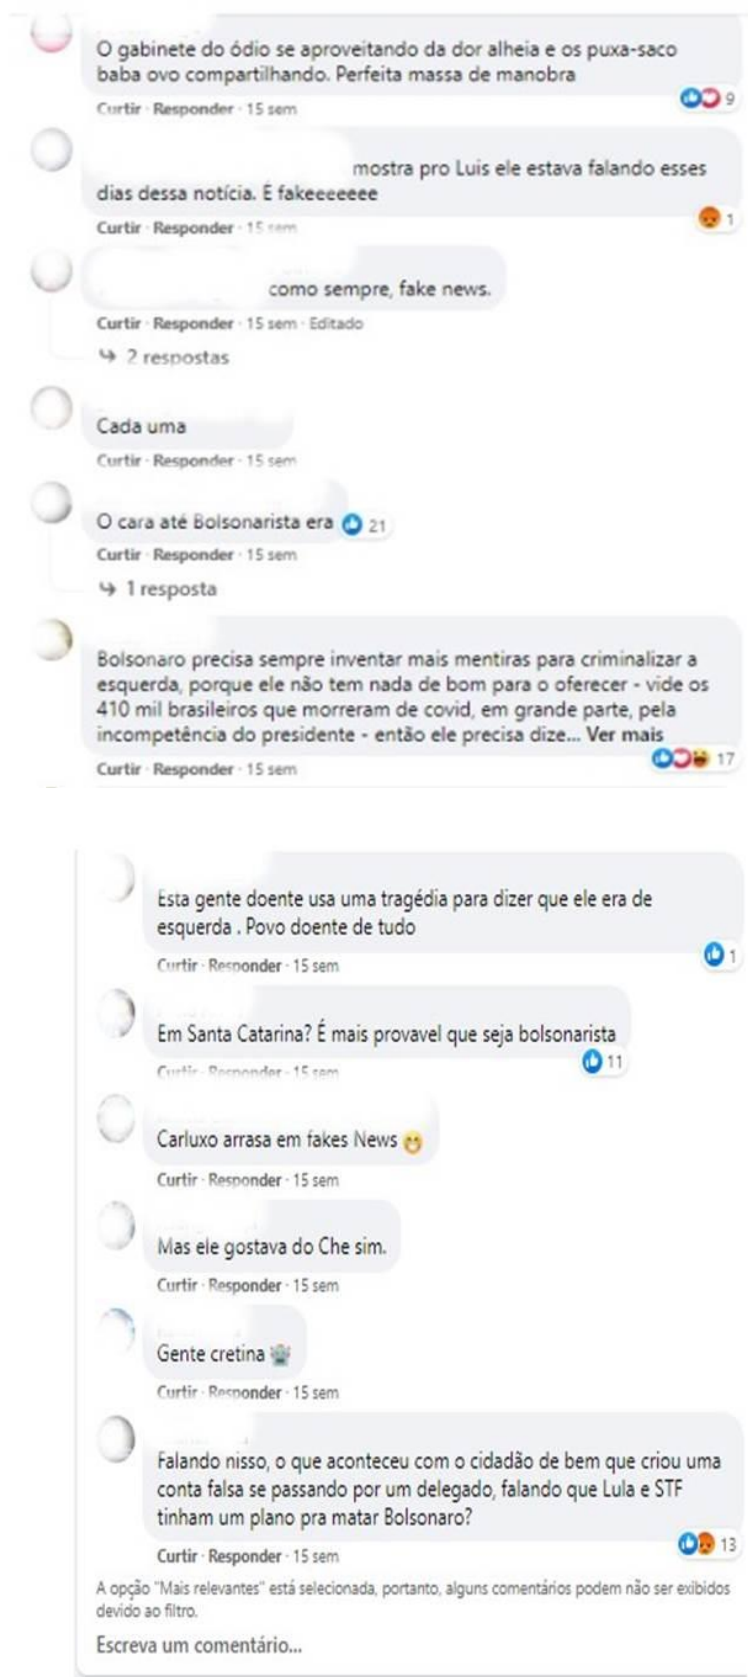 O gabinete do ódio se aproveitando da dor alheia e os puxa-saco
baba ovo compartilhando. Perfeita massa de manobra
9
Curtir · Responder · 15 sem
mostra pro Luis ele estava falando esses
dias dessa notícia. É fakeeeeeee
1
Curtir · Responder · 15 sem
como sempre, fake news.
Curtir · Responder · 15 sem · Editado
2 respostas
Cada uma
Curtir · Responder · 15 sem
O cara até Bolsonarista era 21
Curtir · Responder · 15 sem
1 resposta
Bolsonaro precisa sempre inventar mais mentiras para criminalizar a
esquerda, porque ele não tem nada de bom para o oferecer - vide os
410 mil brasileiros que morreram de covid, em grande parte, pela
incompetência do presidente - então ele precisa dize... Ver mais
17
Curtir · Responder · 15 sem
Esta gente doente usa uma tragédia para dizer que ele era de
esquerda . Povo doente de tudo
1
Curtir · Responder · 15 sem
Em Santa Catarina? É mais provavel que seja bolsonarista
11
Curtir · Responder · 15 sem
Carluxo arrasa em fakes News 😁
Curtir · Responder · 15 sem
Mas ele gostava do Che sim.
Curtir · Responder · 15 sem
Gente cretina
Curtir · Responder · 15 sem
Falando nisso, o que aconteceu com o cidadão de bem que criou uma
conta falsa se passando por um delegado, falando que Lula e STF
tinham um plano pra matar Bolsonaro?
13
Curtir · Responder · 15 sem
A opção "Mais relevantes" está selecionada, portanto, alguns comentários podem não ser exibidos
devido ao filtro.
Escreva um comentário...